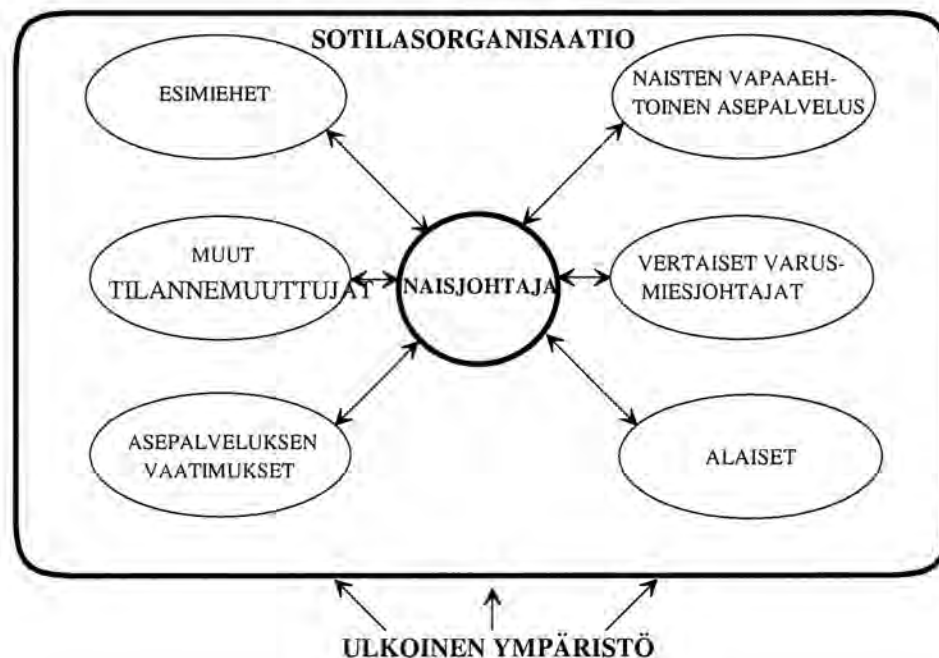 SOTILASORGANISAATIO
ESIMIEHET
NAISTEN VAPAAEH-
TOINEN ASEPALVELUS
MUUT
TILANNEMUUTTUJAT
NAISJOHTAJA
VERTAISET VARUS-
MIESJOHTAJAT
ASEPALVELUKSEN
VAATIMUKSET
ALAISET
ULKOINEN YMPÄRISTÖ